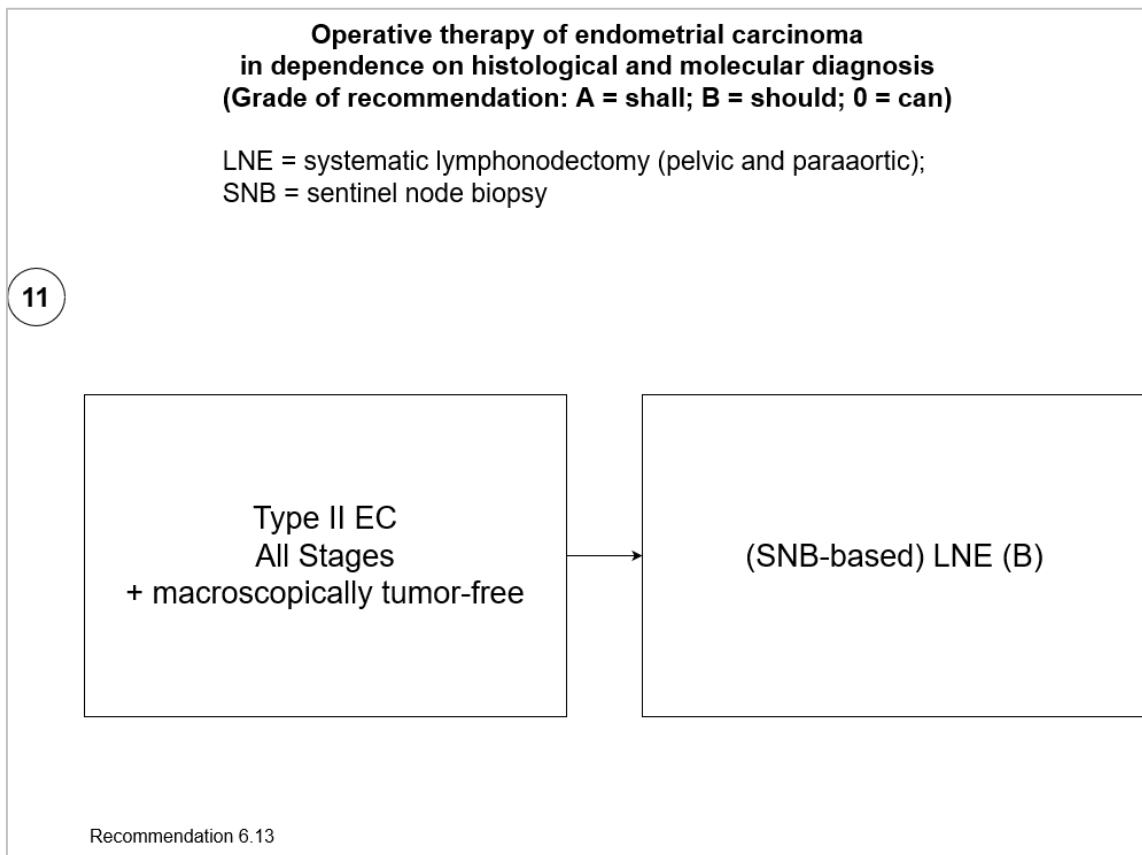 Operative therapy of endometrial carcinoma
in dependence on histological and molecular diagnosis
(Grade of recommendation: A = shall; B = should; 0 = can)
LNE = systematic lymphonodectomy (pelvic and paraaortic);
SNB = sentinel node biopsy
11
Type II EC
All Stages
+ macroscopically tumor-free
(SNB-based) LNE (B)
Recommendation 6.13